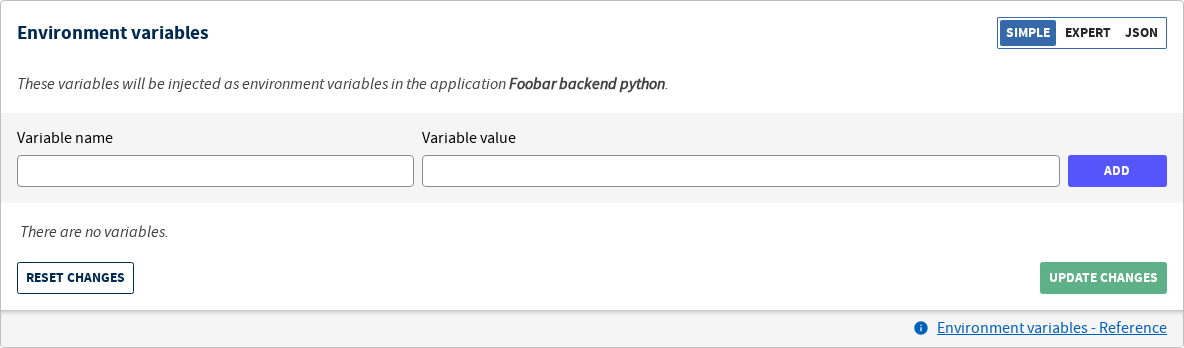 Environment variables
SIMPLE EXPERT JSON
These variables will be injected as environment variables in the application Foobar backend python.
Variable name
Variable value
ADD
There are no variables.
RESET CHANGES
UPDATE CHANGES
Environment variables - Reference